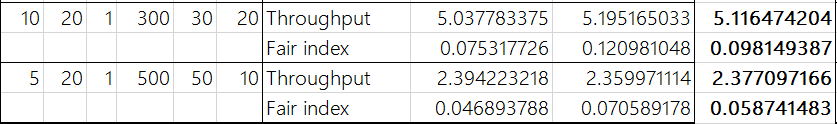 10 20 1 300 30 20 Throughput 5.037783375 5.195165033 5.116474204
Fair index 0.075317726 0.120981048 0.098149387
5 20 1 500 50 10 Throughput 2.394223218 2.359971114 2.377097166
Fair index 0.046893788 0.070589178 0.058741483